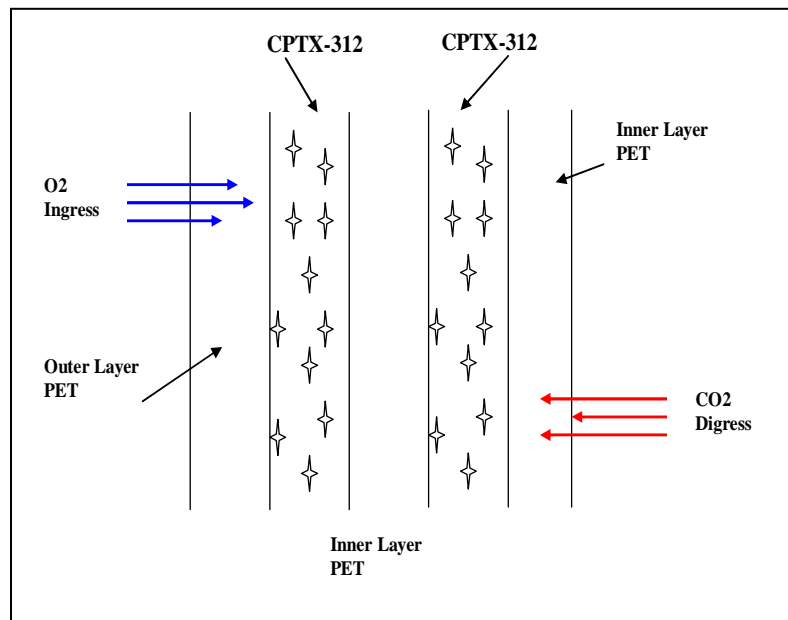 CPTX-312
CPTX-312
Inner Layer
PET
O2
Ingress
Outer Layer
PET
CO2
Digress
Inner Layer
PET